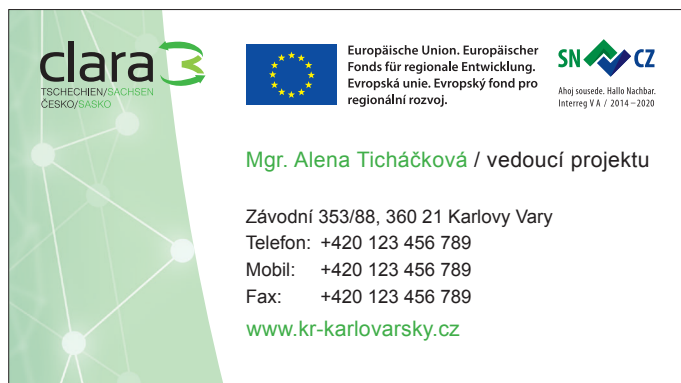 clara3
TSCHECHIEN/SACHSEN
ČESKO/SASKO
Europäische Union. Europäischer
Fonds für regionale Entwicklung.
Evropská unie. Evropský fond pro
regionální rozvoj.
SN CZ
Ahoj sousede. Hallo Nachbar.
Interreg V A / 2014–2020
Mgr. Alena Ticháčková / vedoucí projektu
Závodní 353/88, 360 21 Karlovy Vary
Telefon: +420 123 456 789
Mobil: +420 123 456 789
Fax: +420 123 456 789
www.kr-karlovarsky.cz